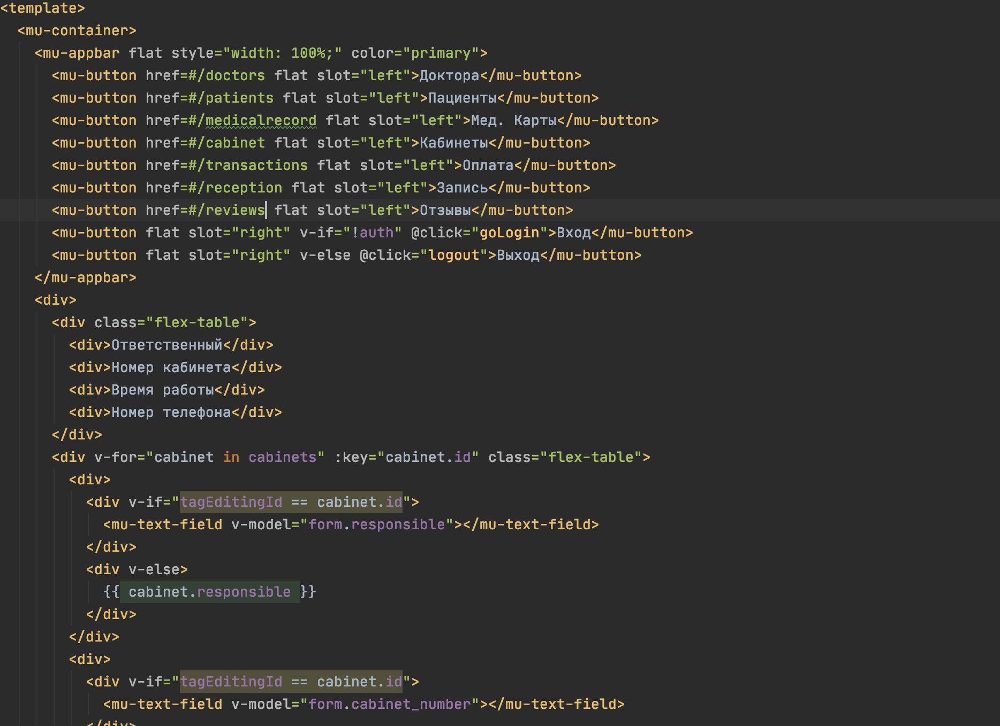 <template>
  <mu-container>
    <mu-appbar flat style="width: 100%;" color="primary">
      <mu-button href=#/doctors flat slot="left">Доктора</mu-button>
      <mu-button href=#/patients flat slot="left">Пациенты</mu-button>
      <mu-button href=#/medicalrecord flat slot="left">Мед. Карты</mu-button>
      <mu-button href=#/cabinet flat slot="left">Кабинеты</mu-button>
      <mu-button href=#/transactions flat slot="left">Оплата</mu-button>
      <mu-button href=#/reception flat slot="left">Запись</mu-button>
      <mu-button href=#/reviews flat slot="left">Отзывы</mu-button>
      <mu-button flat slot="right" v-if="!auth" @click="goLogin">Вход</mu-button>
      <mu-button flat slot="right" v-else @click="logout">Выход</mu-button>
    </mu-appbar>
    <div>
      <div class="flex-table">
        <div>Ответственный</div>
        <div>Номер кабинета</div>
        <div>Время работы</div>
        <div>Номер телефона</div>
      </div>
      <div v-for="cabinet in cabinets" :key="cabinet.id" class="flex-table">
        <div>
          <div v-if="tagEditingId == cabinet.id">
            <mu-text-field v-model="form.responsible"></mu-text-field>
          </div>
          <div v-else>
            {{ cabinet.responsible }}
          </div>
        </div>
        <div>
          <div v-if="tagEditingId == cabinet.id">
            <mu-text-field v-model="form.cabinet_number"></mu-text-field>
          </div>